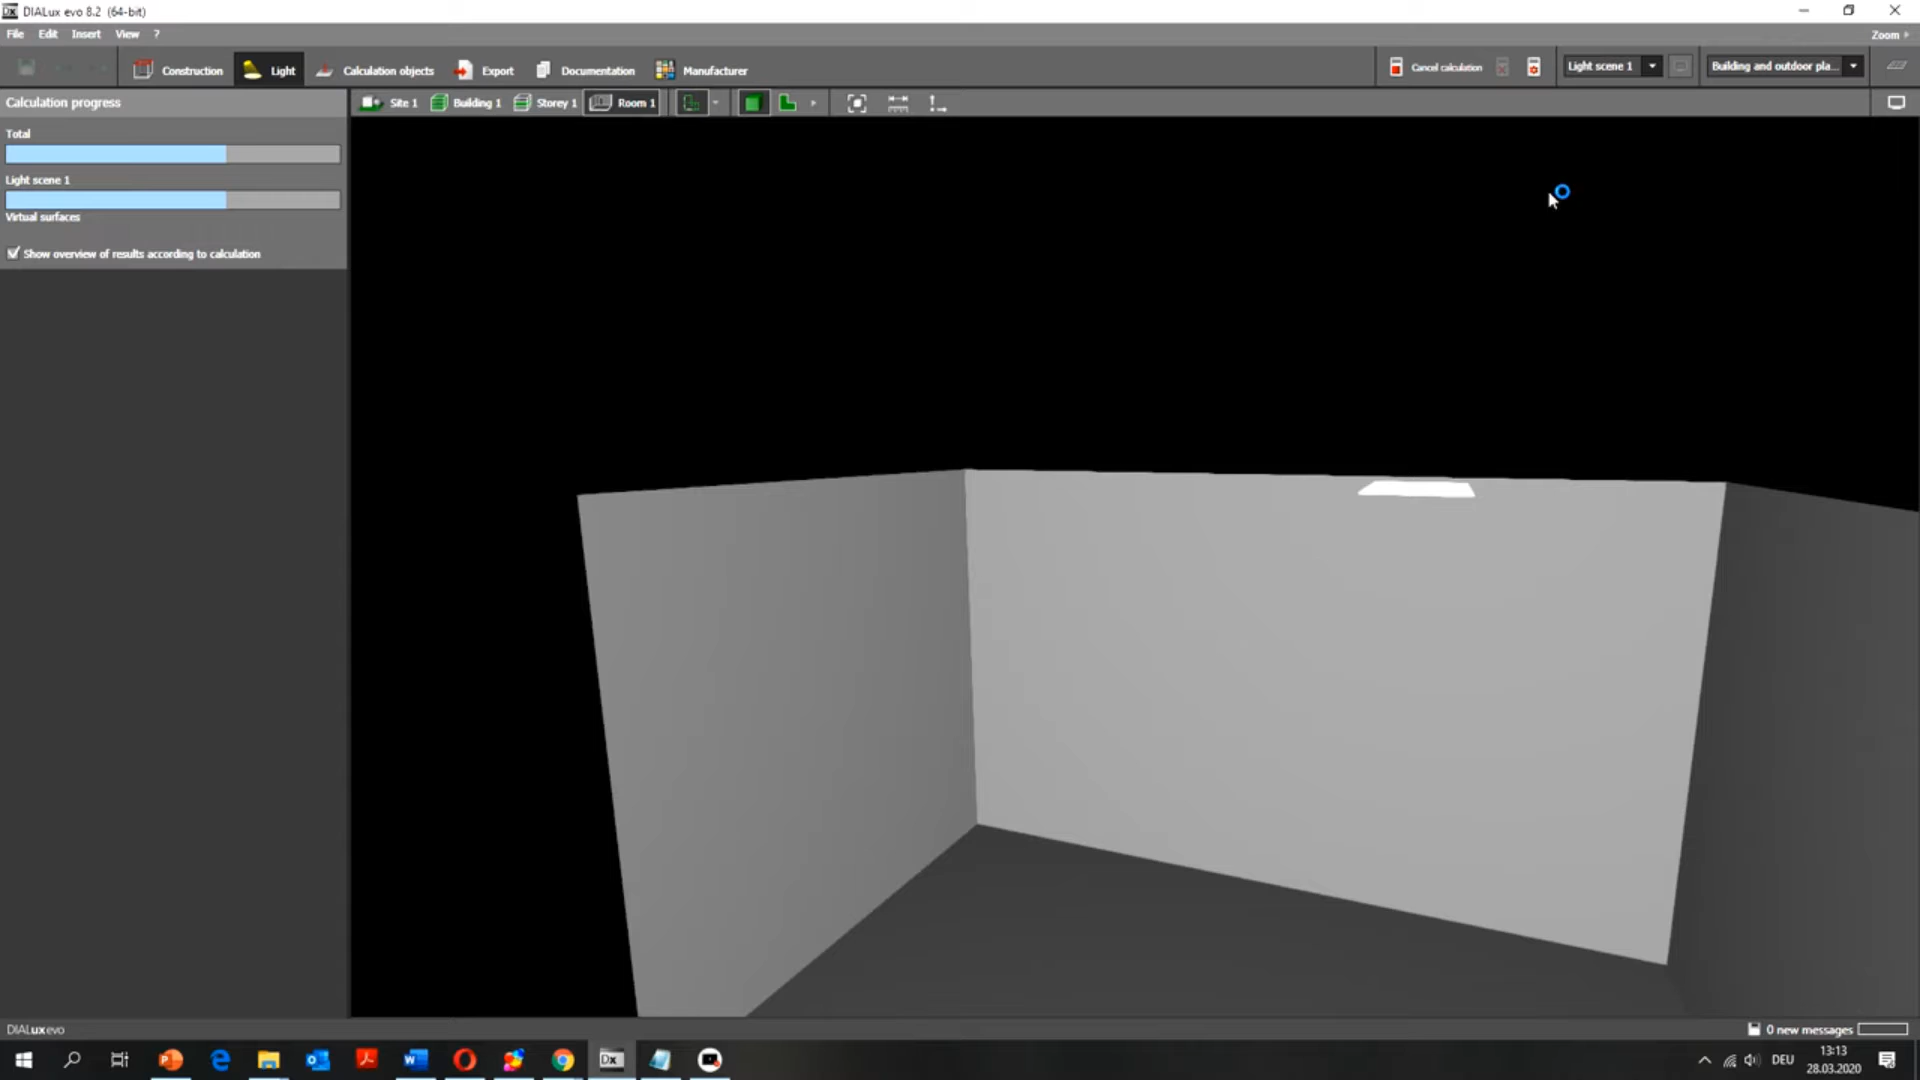 DIALux evo 8.2 (64-bit)
File Edit Insert View ?
Zoom
Construction Light Calculation objects Export Documentation Manufacturer
Cancel calculation Light scene 1 Building and outdoor pla...
Calculation progress
Site 1 Building 1 Storey 1 Room 1
Total
Light scene 1
Virtual surfaces
Show overview of results according to calculation
DIALux evo
0 new messages
DEU
13:13
28.03.2020